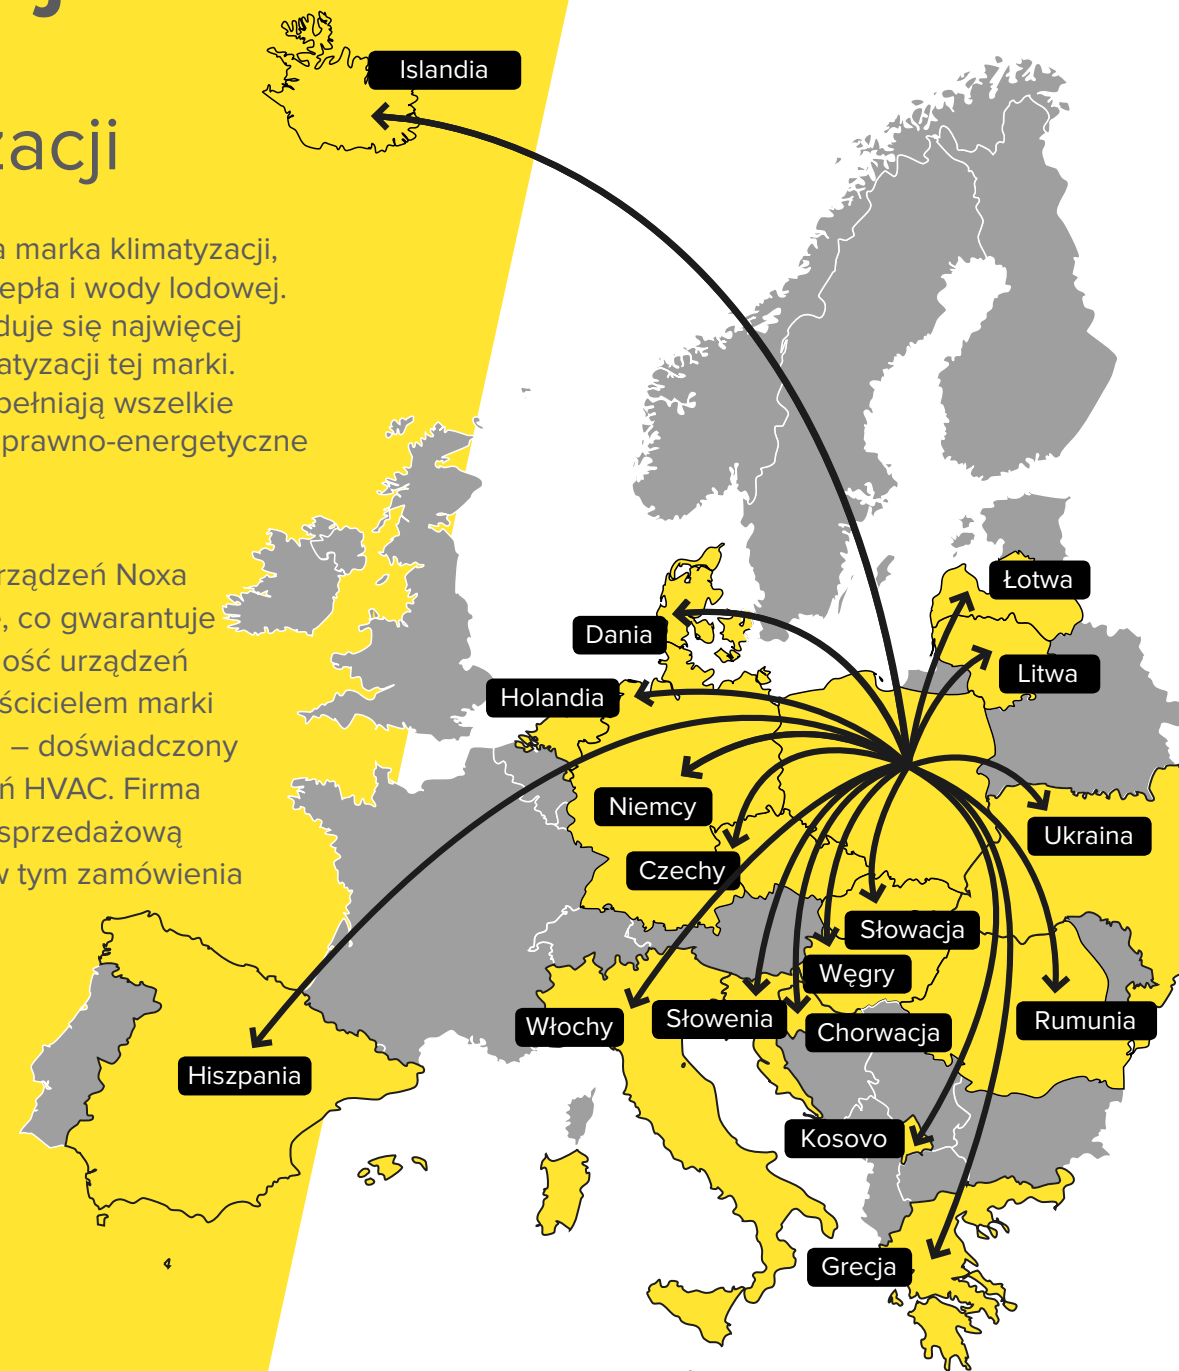 j
zacji
a marka klimatyzacji,
epła i wody lodowej.
duje się najwięcej
atyzacji tej marki.
pełniają wszelkie
prawno-energetyczne
rządzeń Noxa
e, co gwarantuje
ność urządzeń
ścicielem marki
– doświadczony
ń HVAC. Firma
sprzedażową
w tym zamówienia
Islandia
Łotwa
Dania
Litwa
Holandia
Niemcy
Ukraina
Czechy
Słowacja
Węgry
Włochy
Słowenia
Chorwacja
Rumunia
Hiszpania
Kosovo
Grecja